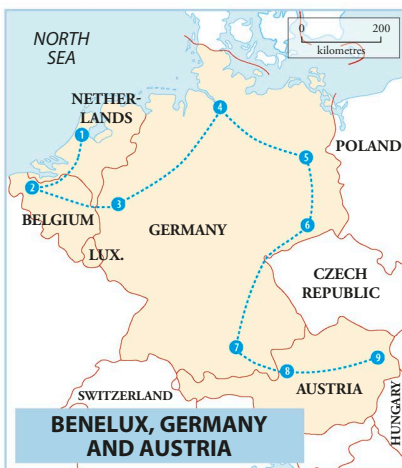 NORTH
SEA
0 200
kilometres
NETHER-
LANDS
1
4
POLAND
5
2
3
BELGIUM
6
GERMANY
LUX.
CZECH
REPUBLIC
7
8
9
SWITZERLAND
AUSTRIA
HUNGARY
BENELUX, GERMANY
AND AUSTRIA